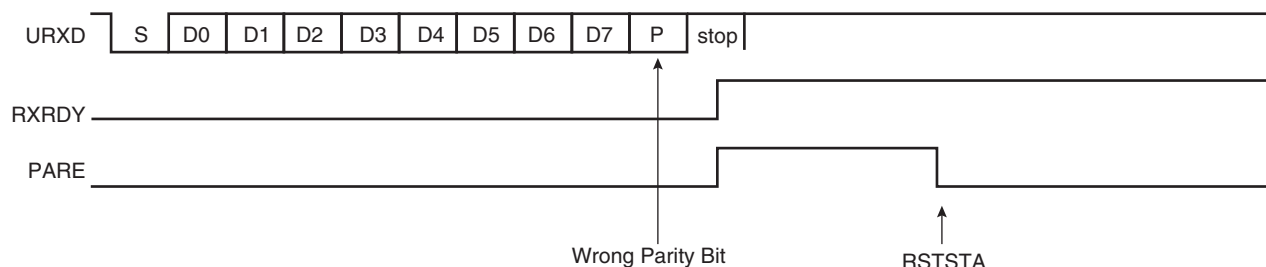 URXD S D0 D1 D2 D3 D4 D5 D6 D7 P stop
RXRDY
PARE
Wrong Parity Bit RSTSTA